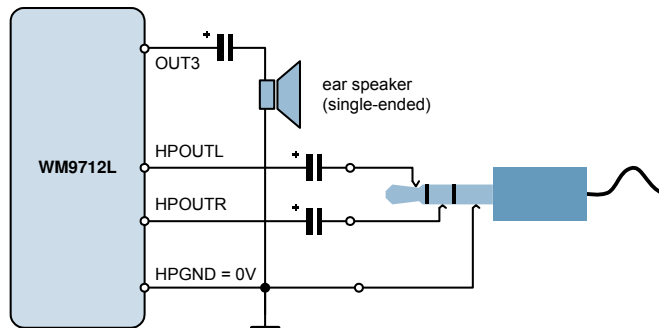 +
OUT3
ear speaker
(single-ended)
WM9712L
HPOUTL
+
HPOUTR
+
HPGND = 0V